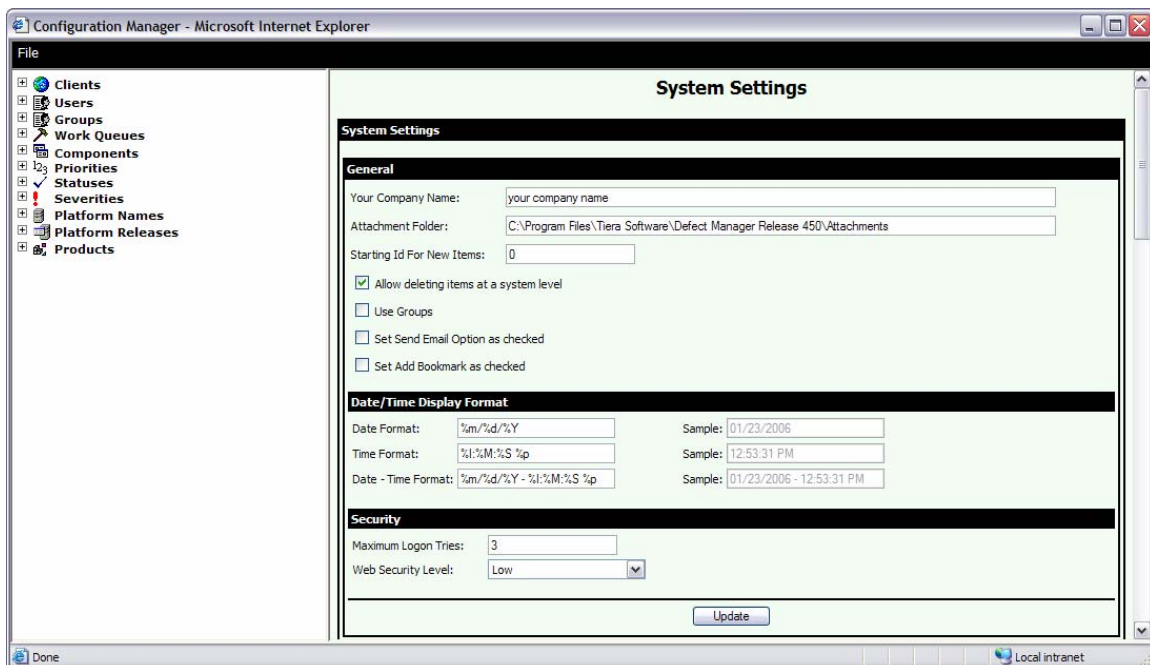 Configuration Manager - Microsoft Internet Explorer
File
Clients
Users
Groups
Work Queues
Components
123 Priorities
Statuses
Severities
Platform Names
Platform Releases
Products
System Settings
System Settings
General
Your Company Name: your company name
Attachment Folder: C:\Program Files\Tiera Software\Defect Manager Release 450\Attachments
Starting Id For New Items: 0
Allow deleting items at a system level
Use Groups
Set Send Email Option as checked
Set Add Bookmark as checked
Date/Time Display Format
Date Format: %m/%d/%Y Sample: 01/23/2006
Time Format: %I:%M:%S %p Sample: 12:53:31 PM
Date - Time Format: %m/%d/%Y - %I:%M:%S %p Sample: 01/23/2006 - 12:53:31 PM
Security
Maximum Logon Tries: 3
Web Security Level: Low
Update
Done Local intranet